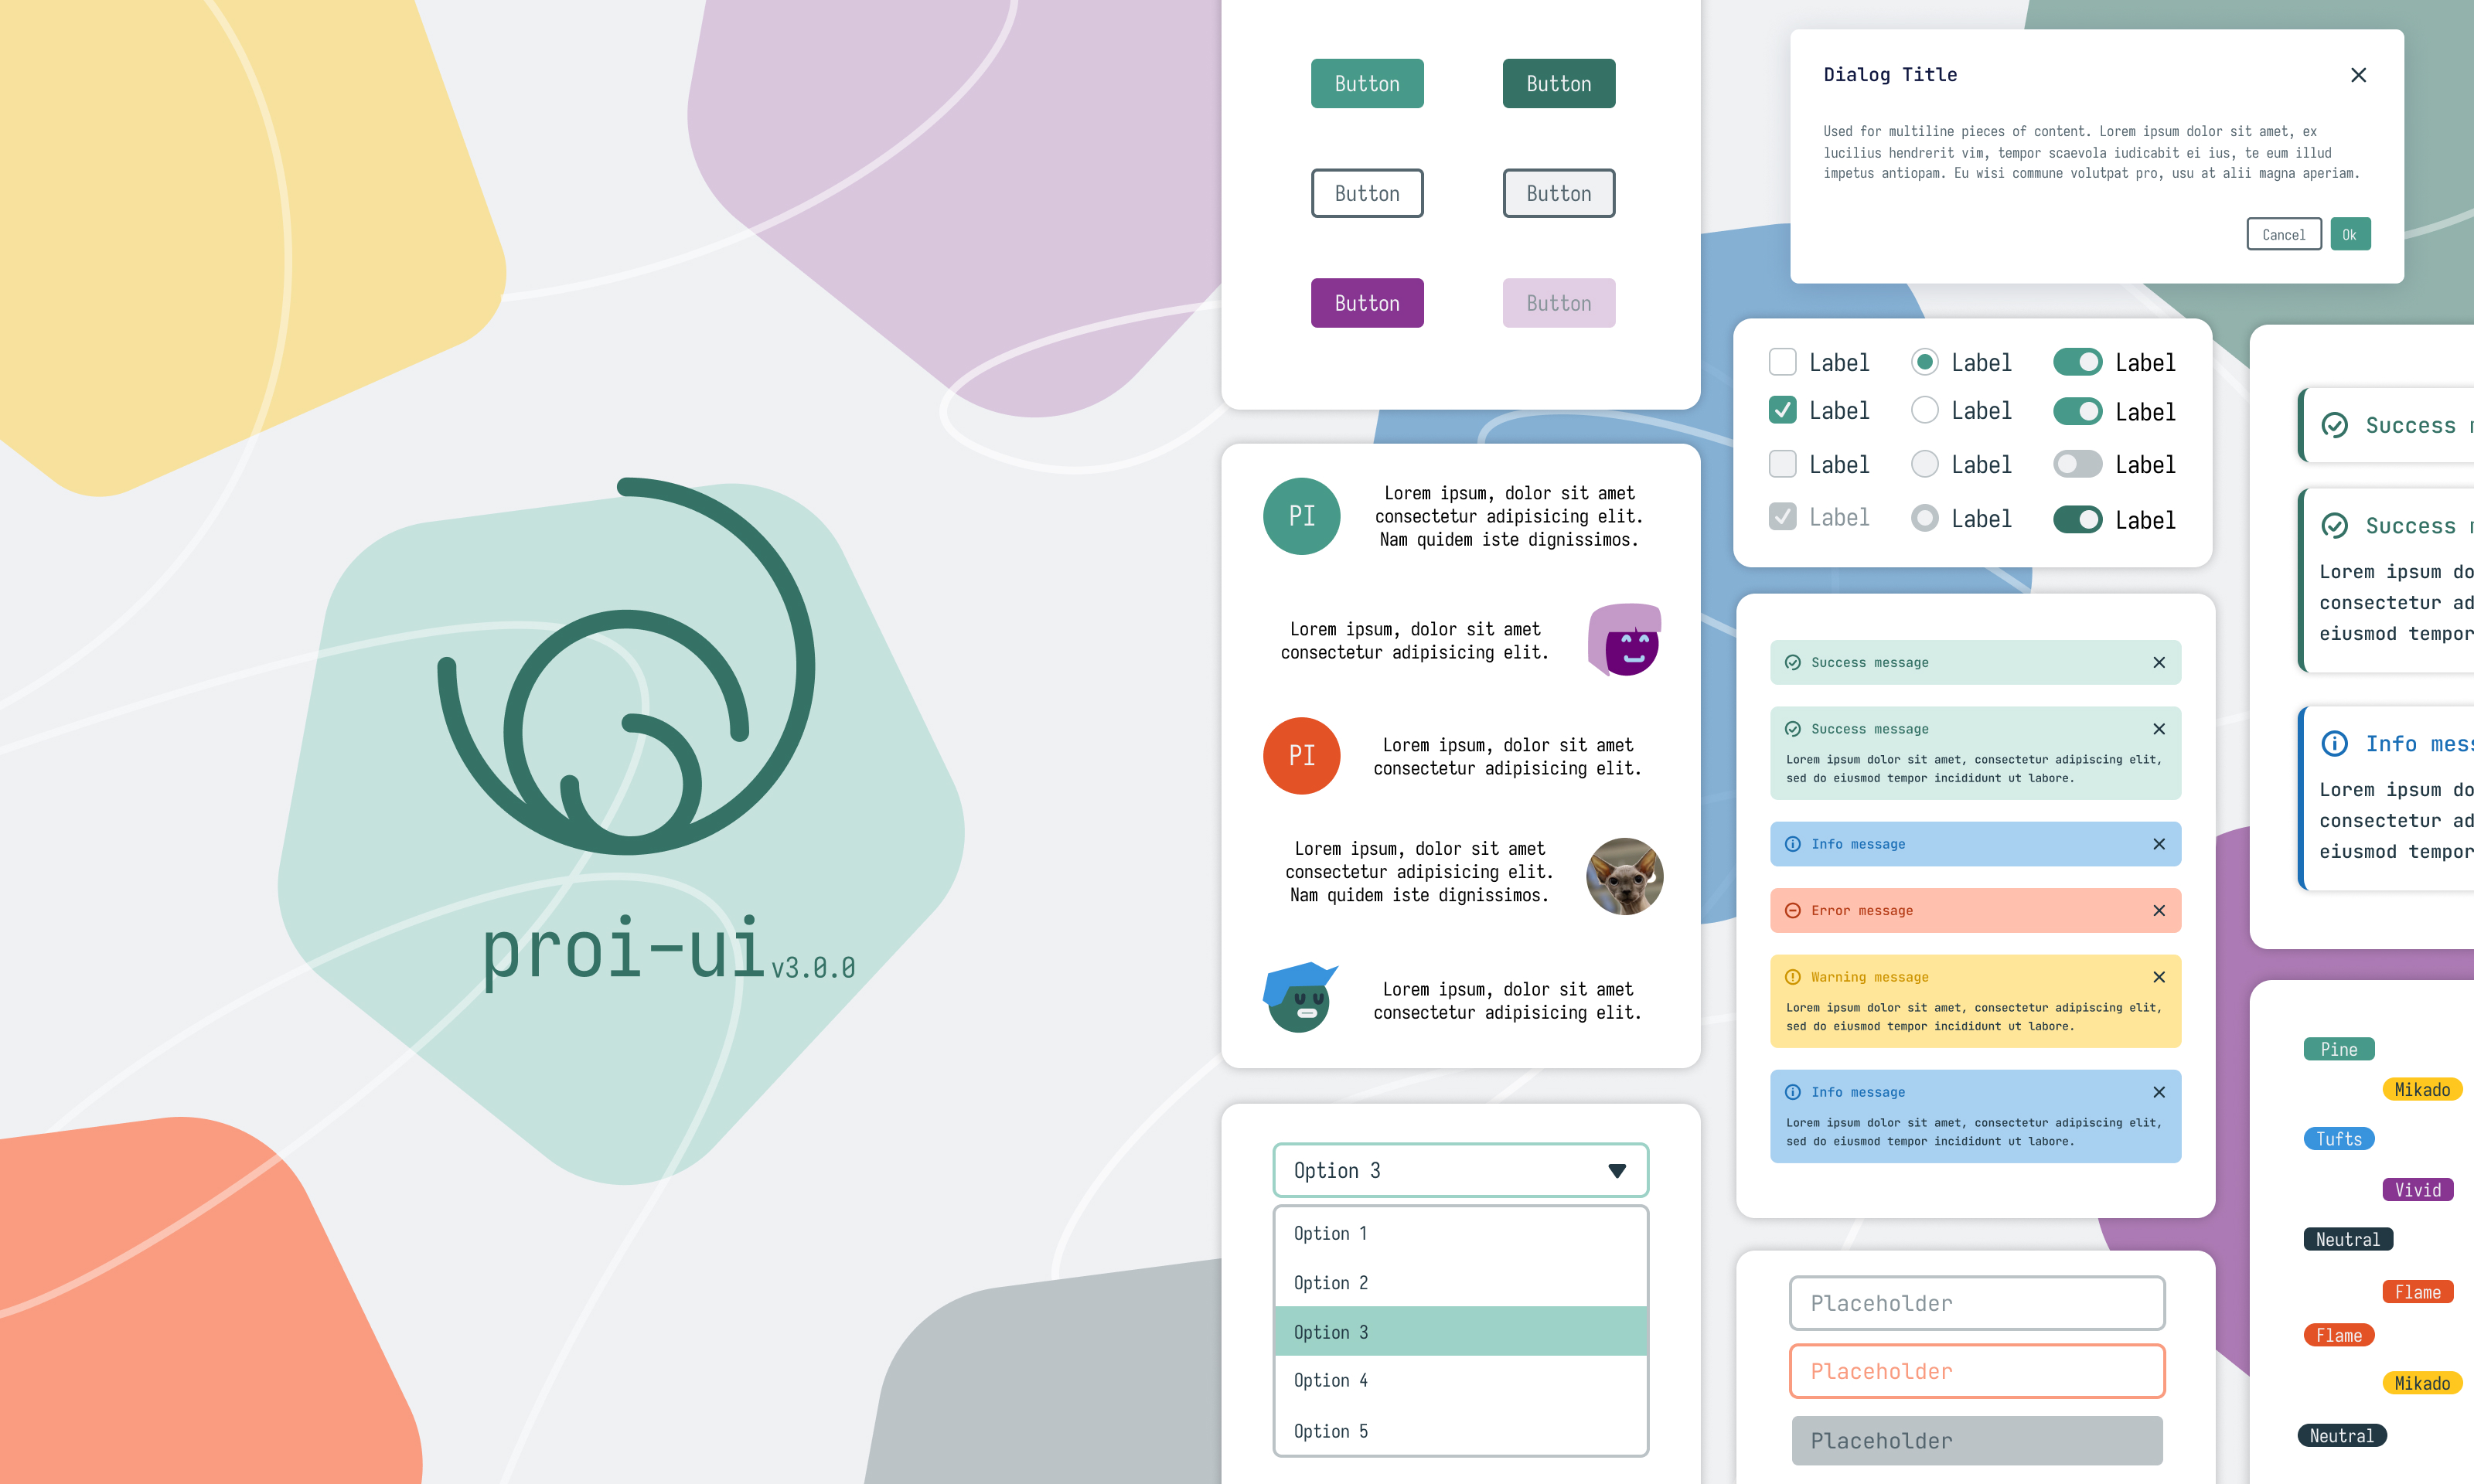 proi-ui v3.0.0
Button Button
Button Button
Button Button
PI
Lorem ipsum, dolor sit amet
consectetur adipisicing elit.
Nam quidem iste dignissimos.
Lorem ipsum, dolor sit amet
consectetur adipisicing elit.
PI
Lorem ipsum, dolor sit amet
consectetur adipisicing elit.
Lorem ipsum, dolor sit amet
consectetur adipisicing elit.
Nam quidem iste dignissimos.
Lorem ipsum, dolor sit amet
consectetur adipisicing elit.
Option 3
Option 1
Option 2
Option 3
Option 4
Option 5
Dialog Title
Used for multiline pieces of content. Lorem ipsum dolor sit amet, ex
lucilius hendrerit vim, tempor scaevola iudicabit ei ius, te eum illud
impetus antiopam. Eu wisi commune volutpat pro, usu at alii magna aperiam.
Cancel Ok
Label Label Label
Label Label Label
Label Label Label
Label Label Label
Success message
Success message
Lorem ipsum dolor sit amet, consectetur adipiscing elit,
sed do eiusmod tempor incididunt ut labore.
Info message
Error message
Warning message
Lorem ipsum dolor sit amet, consectetur adipiscing elit,
sed do eiusmod tempor incididunt ut labore.
Info message
Lorem ipsum dolor sit amet, consectetur adipiscing elit,
sed do eiusmod tempor incididunt ut labore.
Placeholder
Placeholder
Placeholder
Success
Success
Lorem ipsum do
consectetur ad
eiusmod tempor
Info mess
Lorem ipsum do
consectetur ad
eiusmod tempor
Pine
Mikado
Tufts
Vivid
Neutral
Flame
Flame
Mikado
Neutral